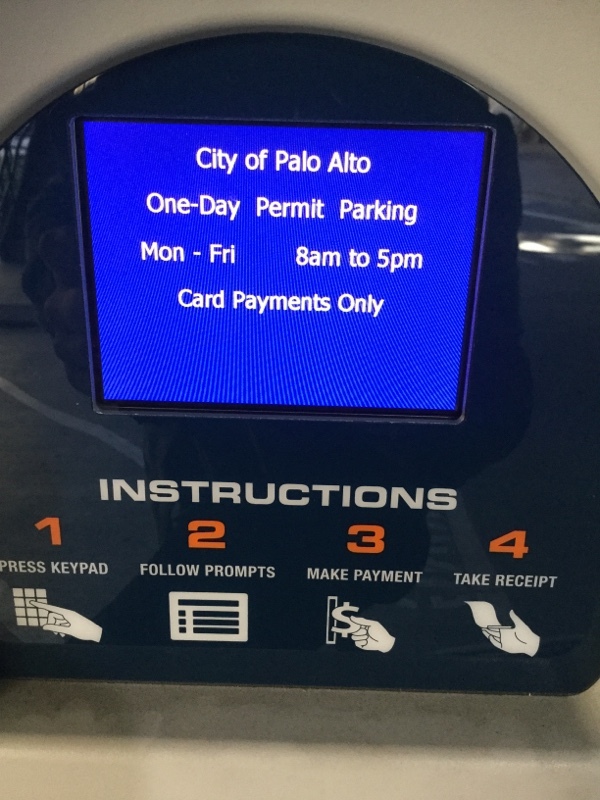 City of Palo Alto
One-Day Permit Parking
Mon - Fri 8am to 5pm
Card Payments Only
INSTRUCTIONS
1 2 3 4
PRESS KEYPAD FOLLOW PROMPTS MAKE PAYMENT TAKE RECEIPT
$